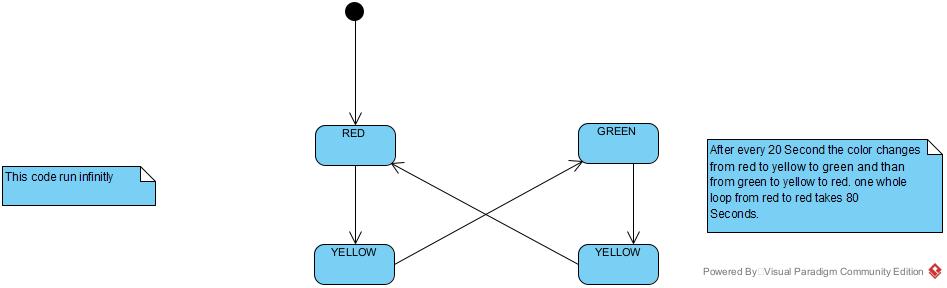 RED
GREEN
This code run infinitly
After every 20 Second the color changes
from red to yellow to green and than
from green to yellow to red. one whole
loop from red to red takes 80
Seconds.
YELLOW
YELLOW
Powered By Visual Paradigm Community Edition